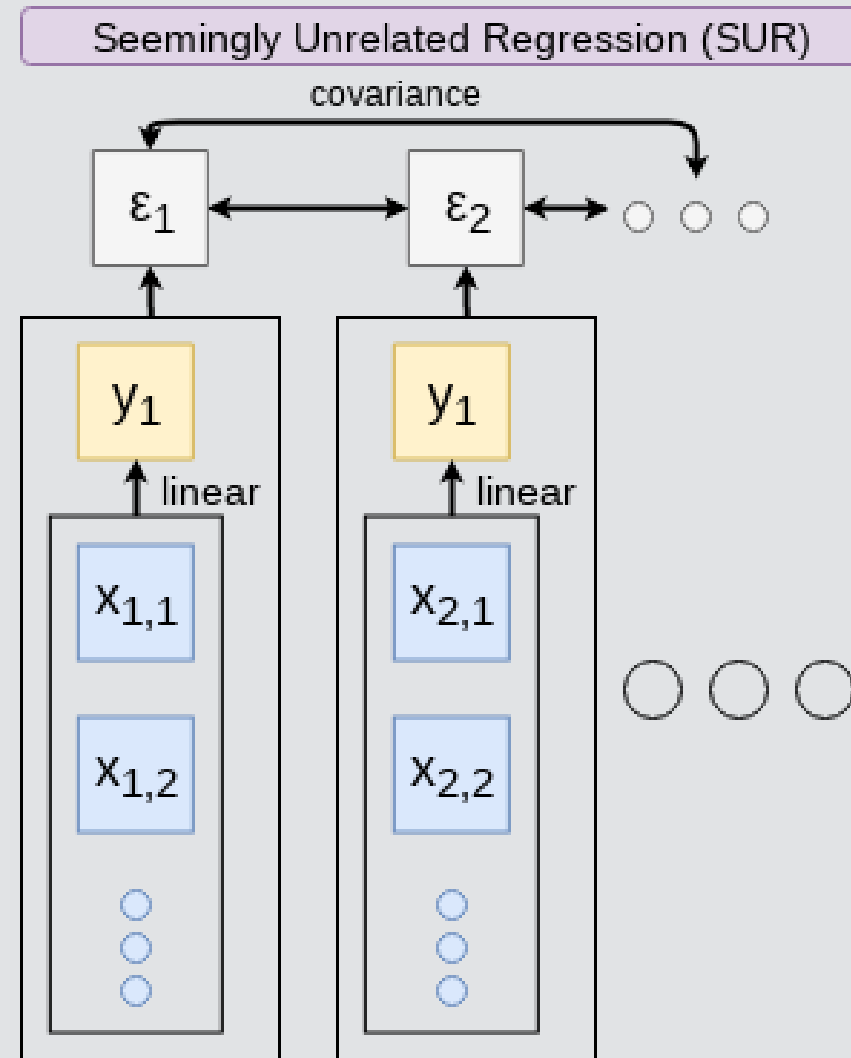 Seemingly Unrelated Regression (SUR)
covariance
ε₁ ε₂
y₁ y₁
linear linear
x₁,₁ x₂,₁
x₁,₂ x₂,₂